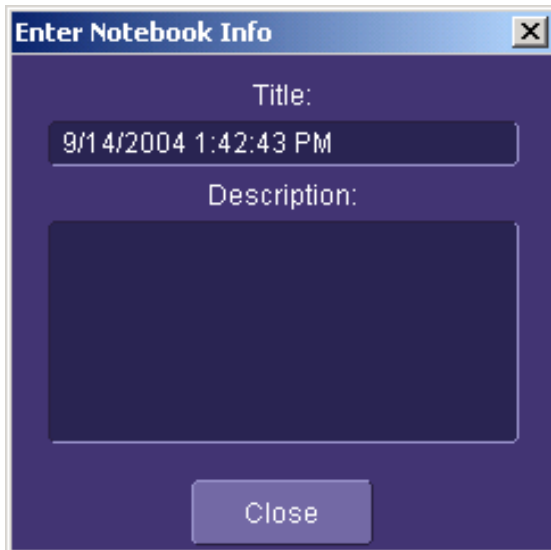 Enter Notebook Info
Title:
9/14/2004 1:42:43 PM
Description:
Close